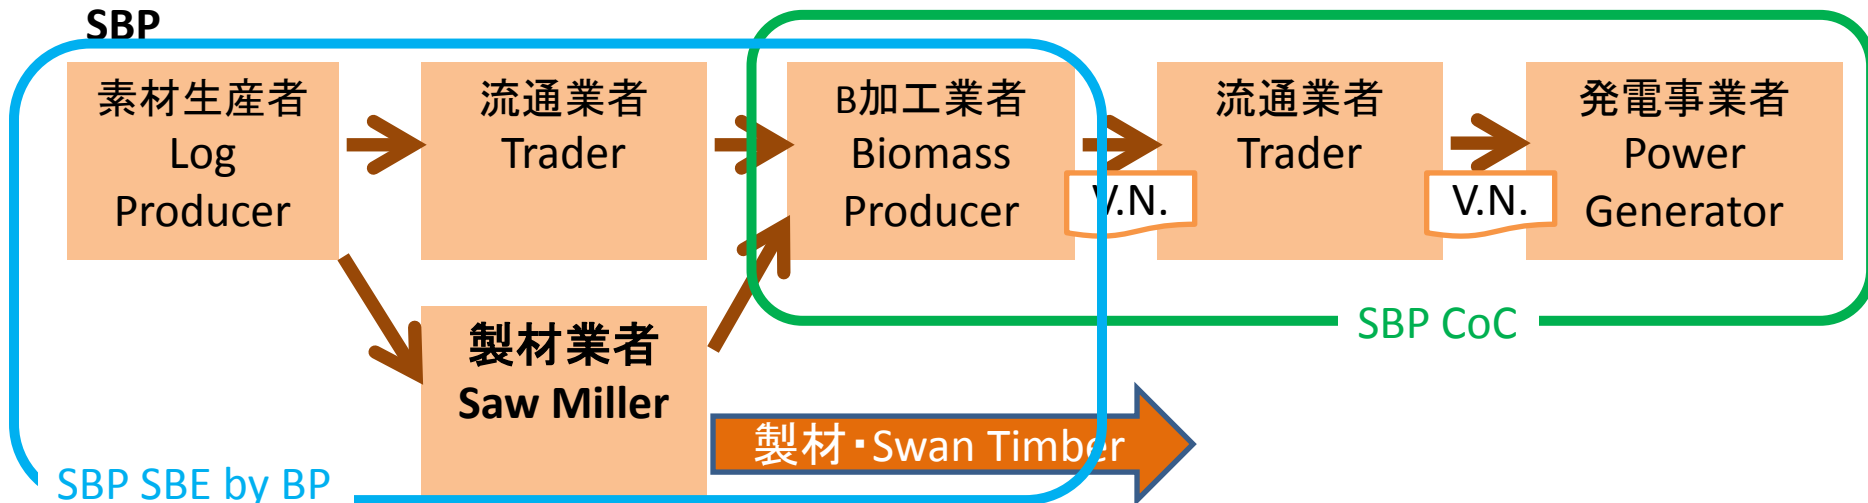 SBP
素材生産者
Log
Producer
流通業者
Trader
B加工業者
Biomass
Producer
V.N.
流通業者
Trader
V.N.
発電事業者
Power
Generator
SBP CoC
製材業者
Saw Miller
製材・Swan Timber
SBP SBE by BP